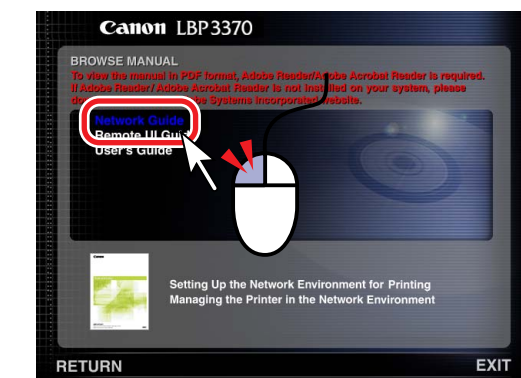 Canon LBP3370
BROWSE MANUAL
To view the manual in PDF format, Adobe Reader/Adobe Acrobat Reader is required.
If Adobe Reader/Adobe Acrobat Reader is not installed on your system, please
Systems Incorporated website.
Network Guide
Remote UI Guide
User's Guide
Canon
Setting Up the Network Environment for Printing
Managing the Printer in the Network Environment
RETURN
EXIT